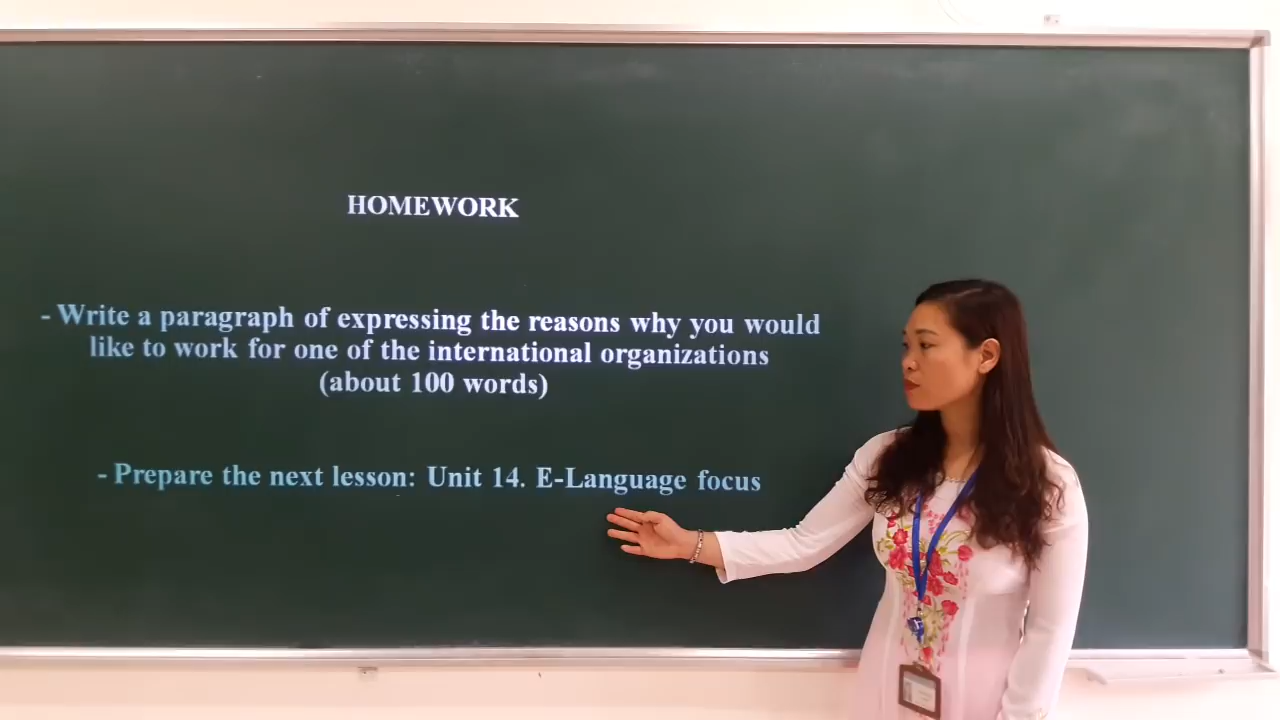 HOMEWORK
- Write a paragraph of expressing the reasons why you would
like to work for one of the international organizations
(about 100 words)
- Prepare the next lesson: Unit 14. E-Language focus